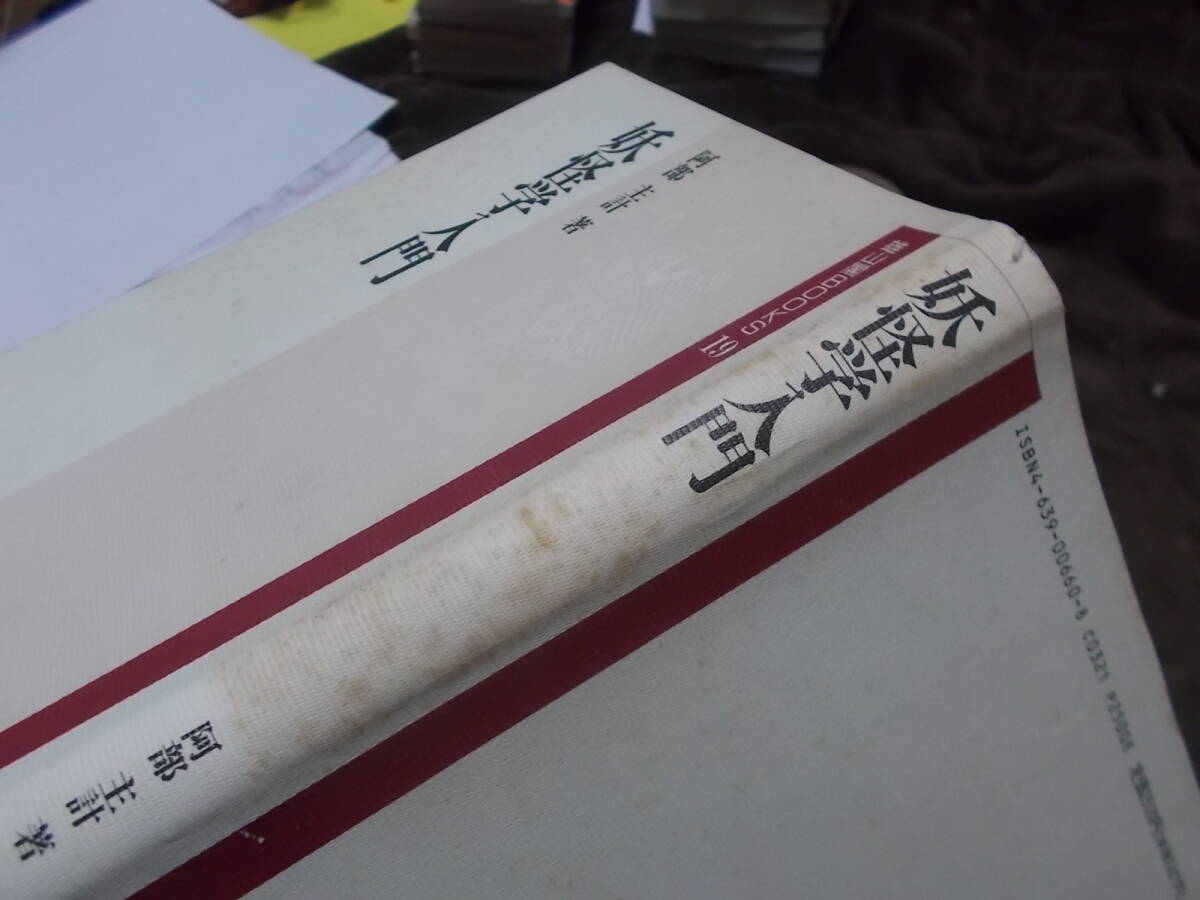 妖怪学入門
阿部 主計 著
雄山閣BOOKS 19
妖怪学入門
阿部 主計 著
ISBN4-639-00660-8 C0321 P2500E